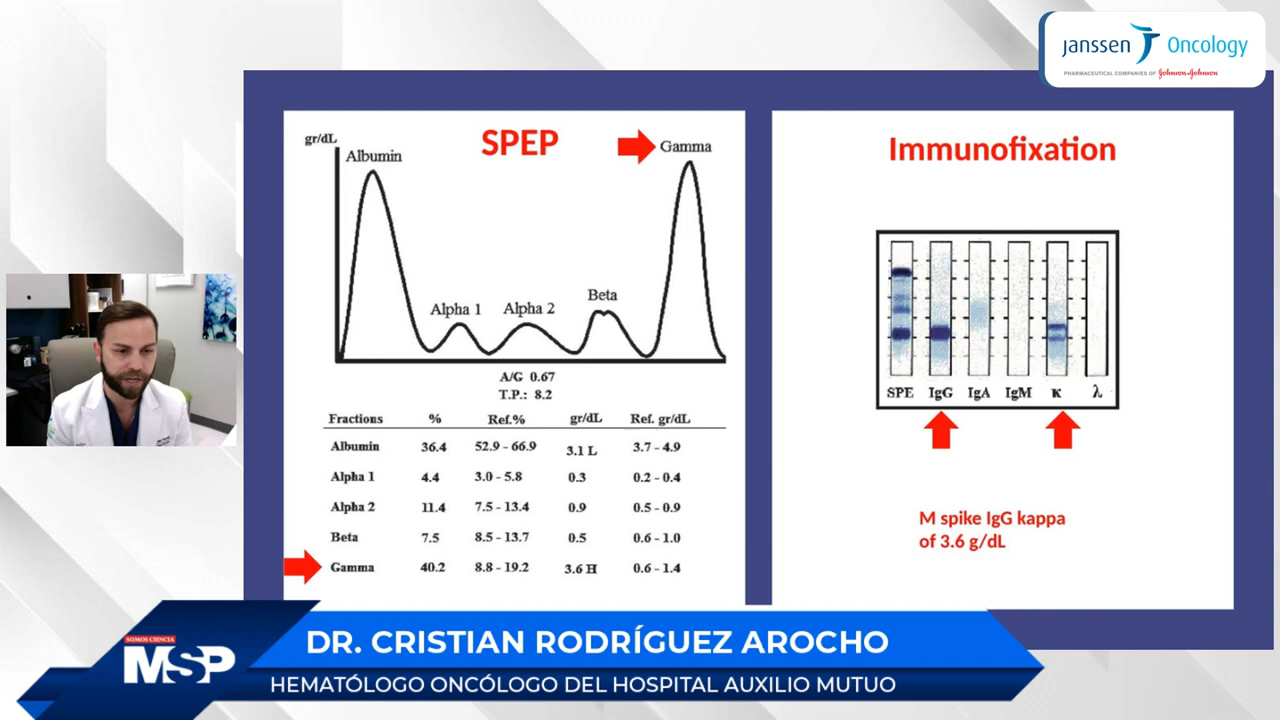 Janssen Oncology
PHARMACEUTICAL COMPANIES OF Johnson & Johnson
SPEP
gr/dL
Albumin
Alpha 1
Alpha 2
Beta
Gamma
A/G 0.67
T.P.: 8.2
Fractions % Ref.% gr/dL Ref. gr/dL
Albumin 36.4 52.9 - 66.9 3.1 L 3.7 - 4.9
Alpha 1 4.4 3.0 - 5.8 0.3 0.2 - 0.4
Alpha 2 11.4 7.5 - 13.4 0.9 0.5 - 0.9
Beta 7.5 8.5 - 13.7 0.5 0.6 - 1.0
Gamma 40.2 8.8 - 19.2 3.6 H 0.6 - 1.4
Immunofixation
SPE IgG IgA IgM κ λ
M spike IgG kappa
of 3.6 g/dL
SOMOS CIENCIA
MSP
DR. CRISTIAN RODRÍGUEZ AROCHO
HEMATÓLOGO ONCÓLOGO DEL HOSPITAL AUXILIO MUTUO